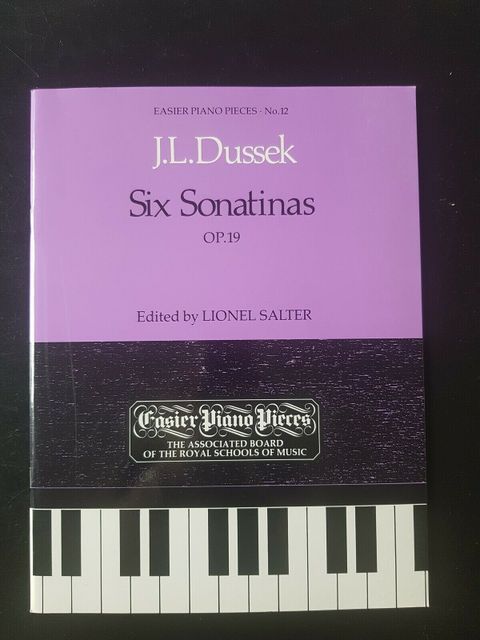 EASIER PIANO PIECES · No.12
J.L.Dussek
Six Sonatinas
OP.19
Edited by LIONEL SALTER
Easier Piano Pieces
THE ASSOCIATED BOARD
OF THE ROYAL SCHOOLS OF MUSIC